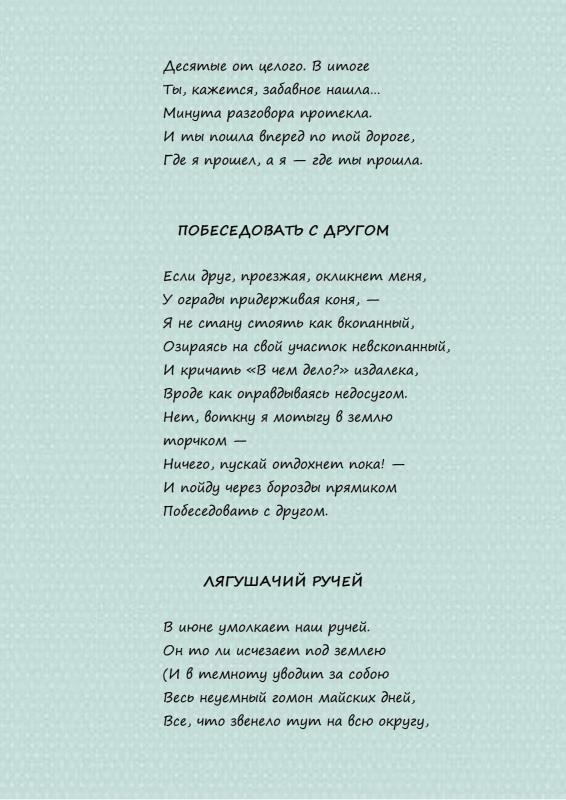 Десятые от целого. В итоге
Ты, кажется, забавное нашла...
Минута разговора протекла.
И ты пошла вперед по той дороге,
Где я прошел, а я — где ты прошла.
ПОБЕСЕДОВАТЬ С ДРУГОМ
Если друг, проезжая, окликнет меня,
У ограды придерживая коня, —
Я не стану стоять как вкопанный,
Озираясь на свой участок невскопанный,
И кричать «В чем дело?» издалека,
Вроде как оправдываясь недосугом.
Нет, воткну я мотыгу в землю
торчком —
Ничего, пускай отдохнет пока! —
И пойду через борозды прямиком
Побеседовать с другом.
ЛЯГУШАЧИЙ РУЧЕЙ
В июне умолкает наш ручей.
Он то ли исчезает под землею
(И в темноту уводит за собою
Весь неуемный гомон майских дней,
Все, что звенело тут на всю округу,